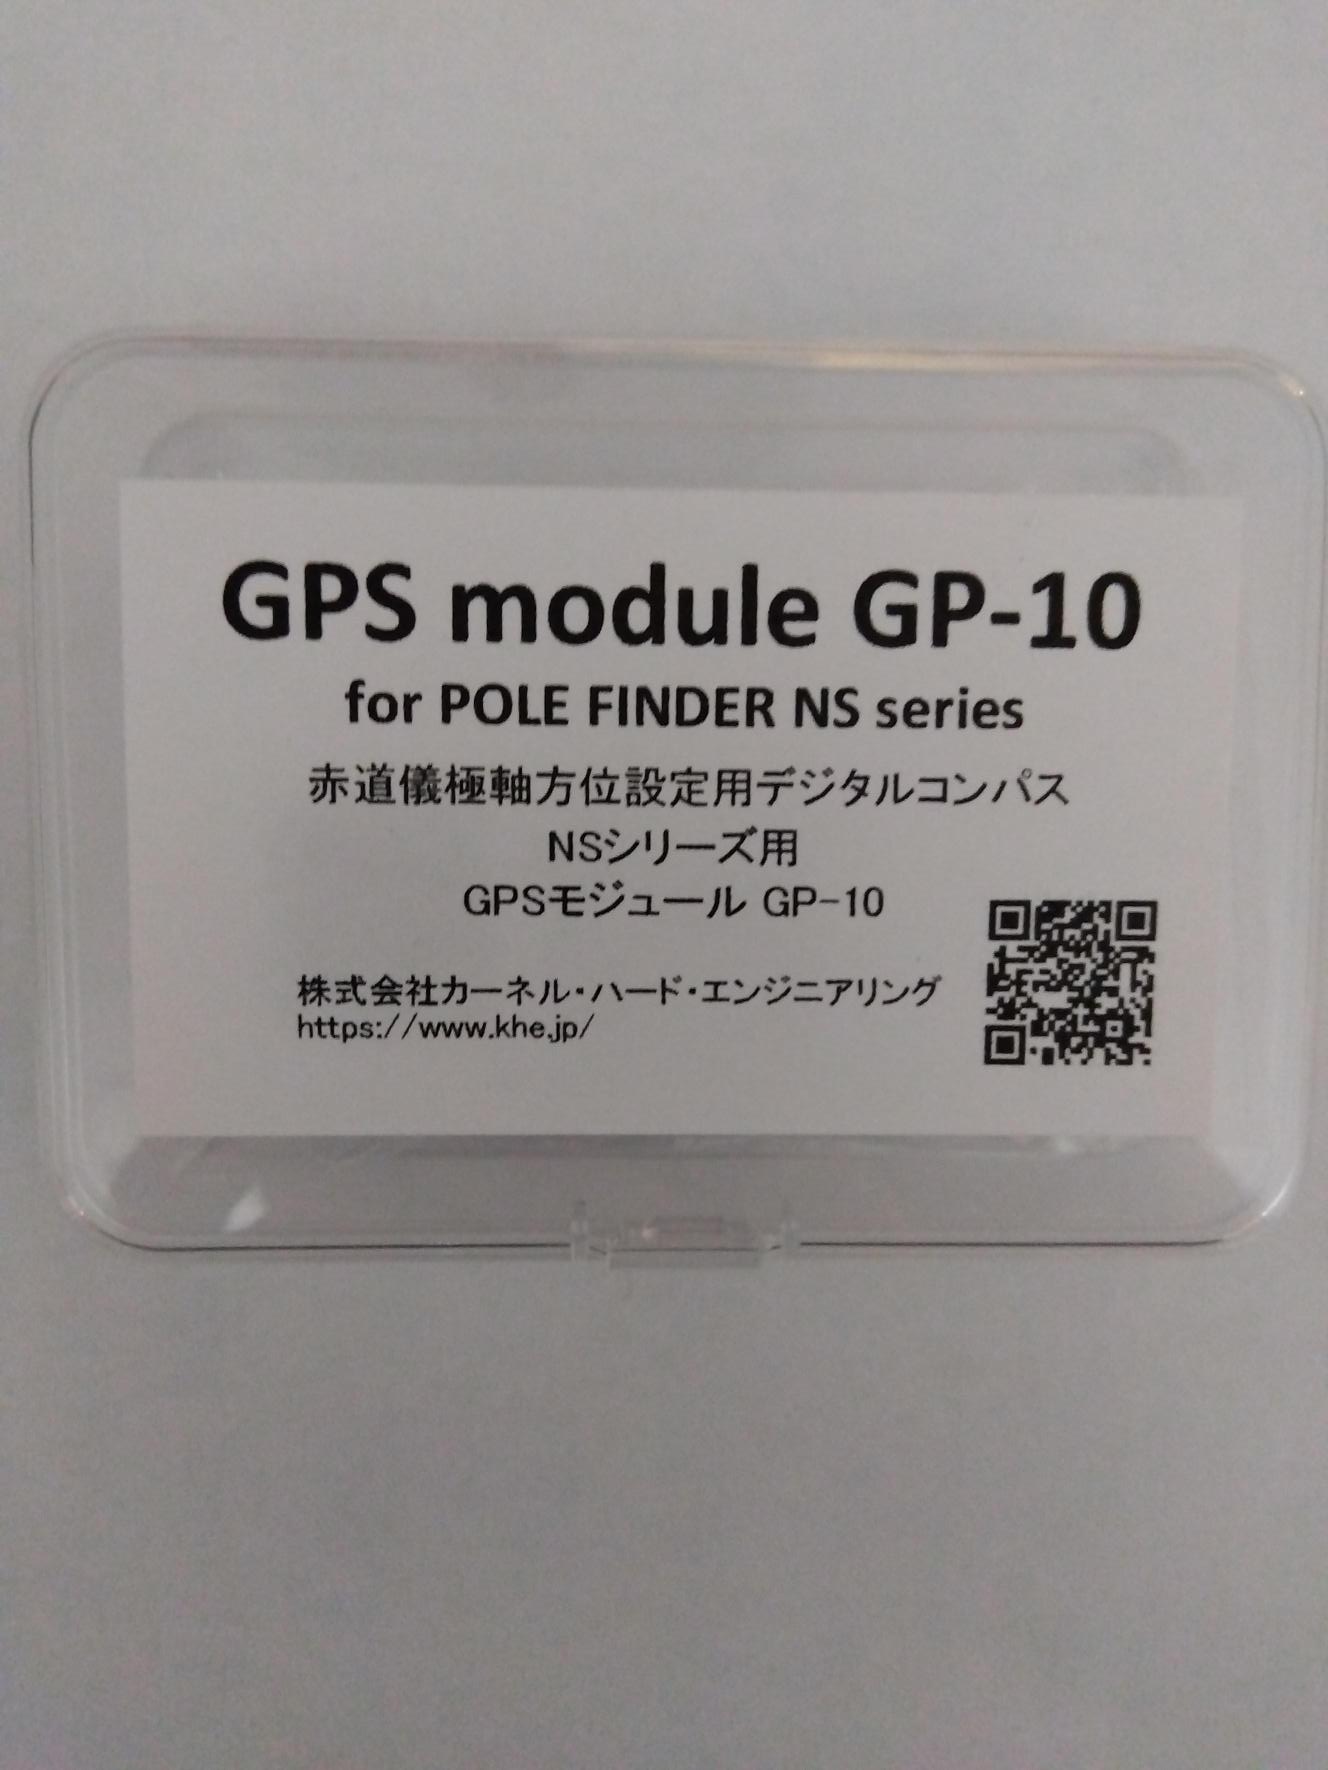 GPS module GP-10
for POLE FINDER NS series
赤道儀極軸方位設定用デジタルコンパス
NSシリーズ用
GPSモジュール GP-10
株式会社カーネル・ハード・エンジニアリング
https://www.khe.jp/